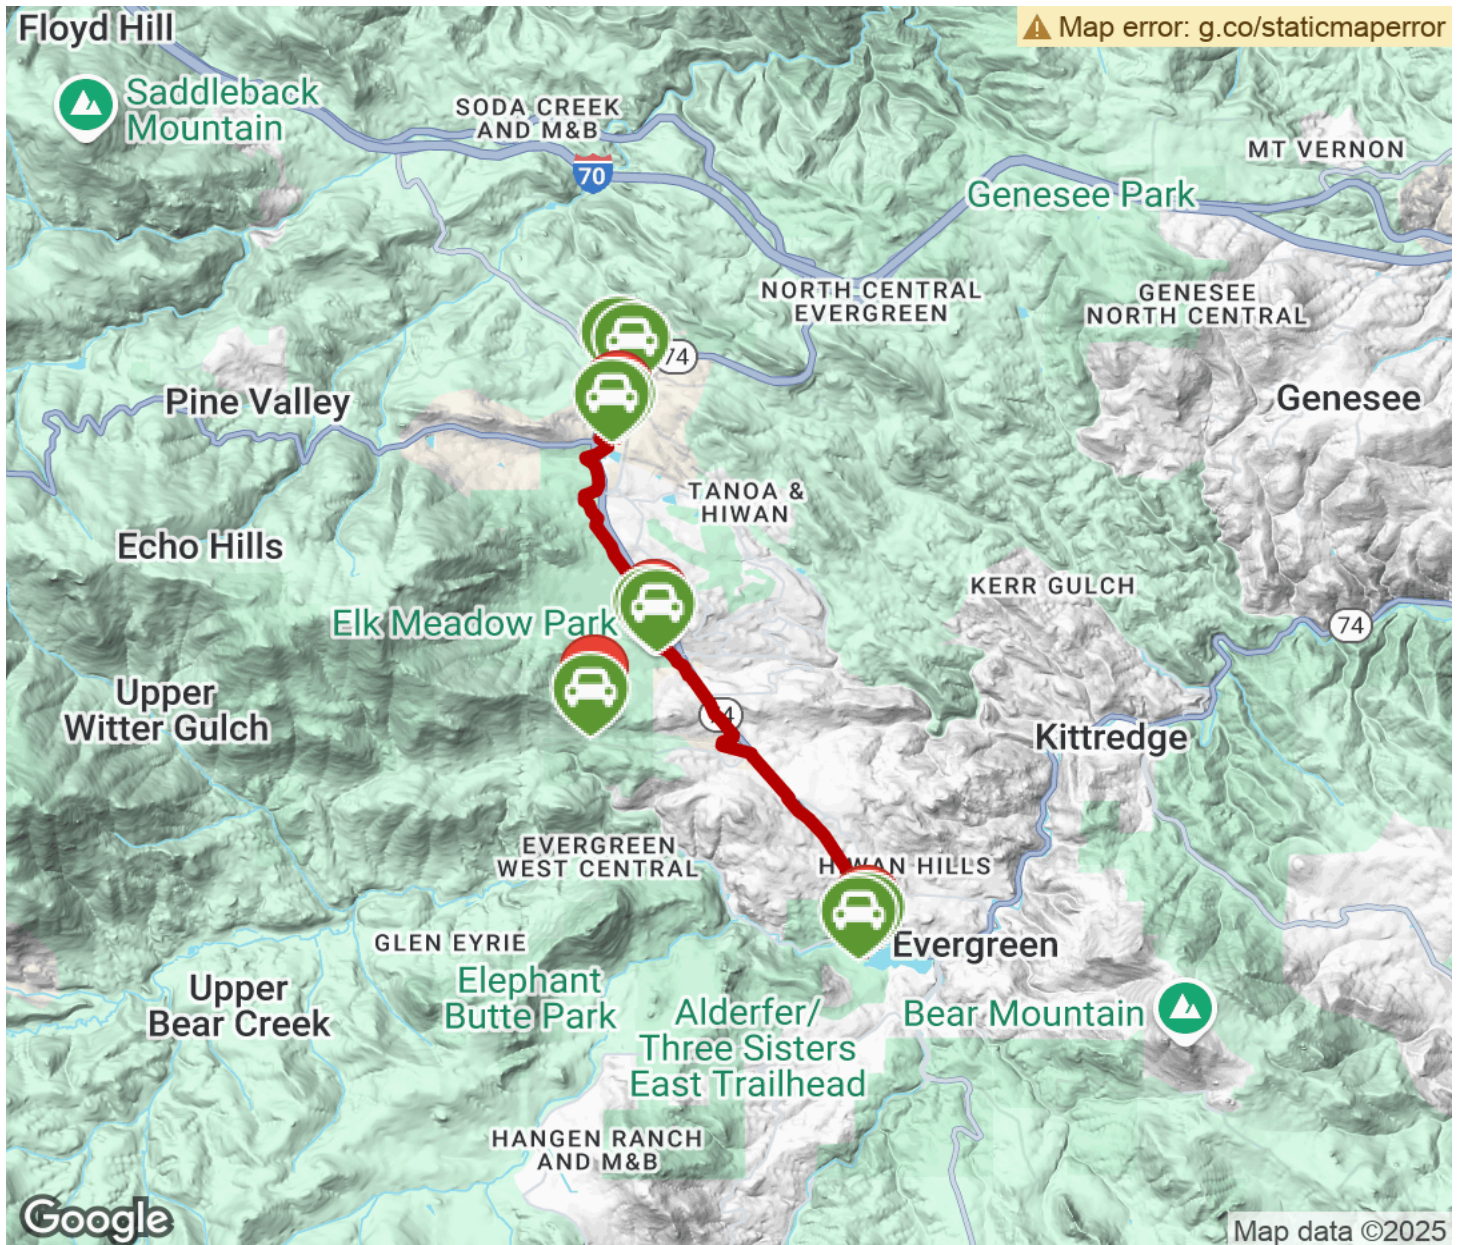 Floyd Hill
Map error: g.co/staticmaperror
Saddleback
Mountain
SODA CREEK
AND M&B
70
MT VERNON
Genesee Park
NORTH CENTRAL
EVERGREEN
GENESEE
NORTH CENTRAL
74
Pine Valley
Genesee
TANOA &
HIWAN
Echo Hills
KERR GULCH
Elk Meadow Park
74
Upper
Witter Gulch
74
Kittredge
EVERGREEN
WEST CENTRAL
HIWAN HILLS
GLEN EYRIE
Evergreen
Elephant
Butte Park
Upper
Bear Creek
Alderfer/
Three Sisters
East Trailhead
Bear Mountain
HANGEN RANCH
AND M&B
Google
Map data ©2025